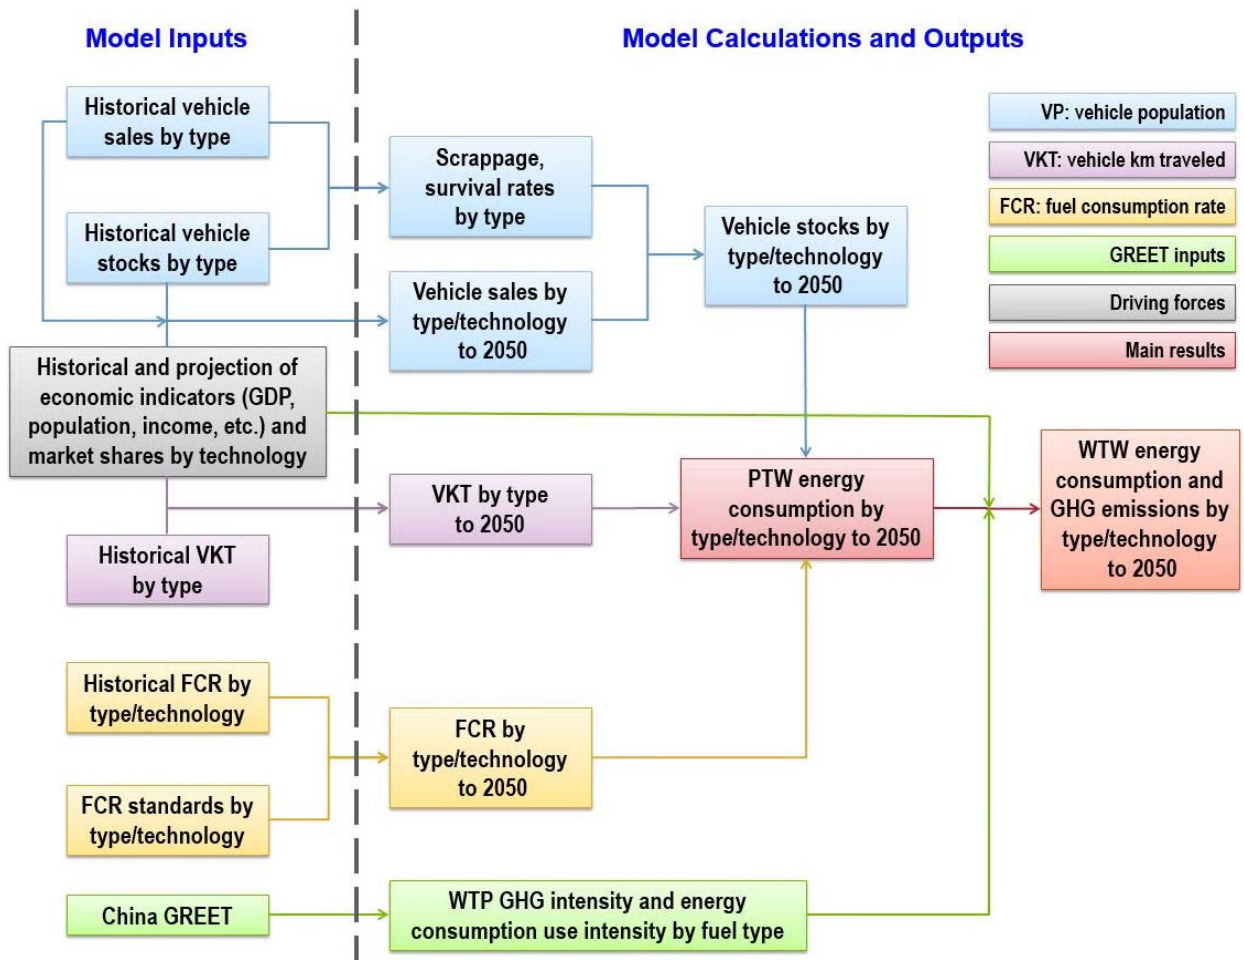 Model Inputs
Model Calculations and Outputs
Historical vehicle
sales by type
Historical vehicle
stocks by type
Historical and projection of
economic indicators (GDP,
population, income, etc.) and
market shares by technology
Historical VKT
by type
Historical FCR by
type/technology
FCR standards by
type/technology
China GREET
Scrappage,
survival rates
by type
Vehicle sales by
type/technology
to 2050
VKT by type
to 2050
FCR by
type/technology
to 2050
WTP GHG intensity and energy
consumption use intensity by fuel type
Vehicle stocks by
type/technology
to 2050
PTW energy
consumption by
type/technology to 2050
VP: vehicle population
VKT: vehicle km traveled
FCR: fuel consumption rate
GREET inputs
Driving forces
Main results
WTW energy
consumption and
GHG emissions by
type/technology
to 2050